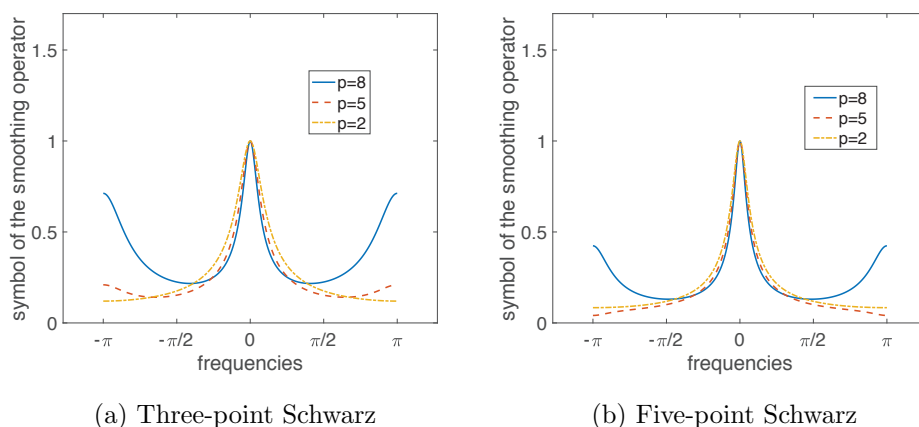 symbol of the smoothing operator
1.5
1
0.5
0
p=8
p=5
p=2
-π
-π/2
0
π/2
π
frequencies
(a) Three-point Schwarz
symbol of the smoothing operator
1.5
1
0.5
0
p=8
p=5
p=2
-π
-π/2
0
π/2
π
frequencies
(b) Five-point Schwarz